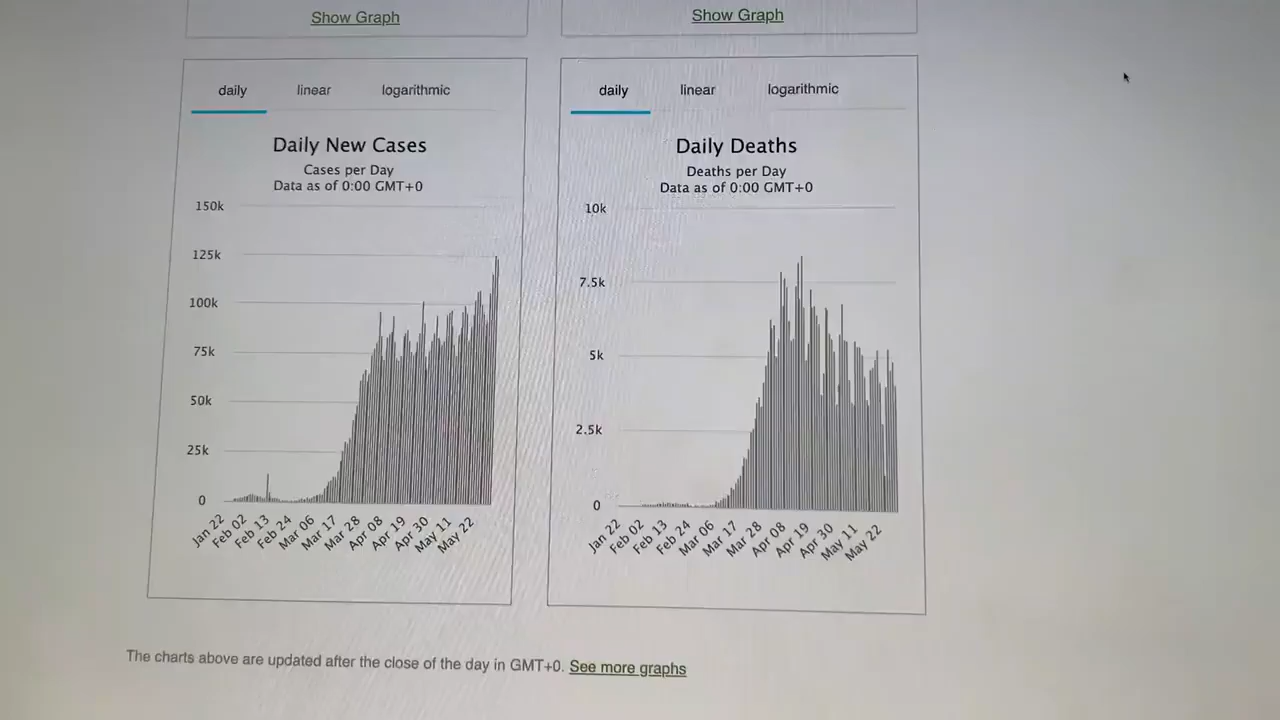 Show Graph
Show Graph
daily linear logarithmic
Daily New Cases
Cases per Day
Data as of 0:00 GMT+0
150k
125k
100k
75k
50k
25k
0
Jan 22
Feb 02
Feb 13
Feb 24
Mar 06
Mar 17
Mar 28
Apr 08
Apr 19
Apr 30
May 11
May 22
daily linear logarithmic
Daily Deaths
Deaths per Day
Data as of 0:00 GMT+0
10k
7.5k
5k
2.5k
0
Jan 22
Feb 02
Feb 13
Feb 24
Mar 06
Mar 17
Mar 28
Apr 08
Apr 19
Apr 30
May 11
May 22
The charts above are updated after the close of the day in GMT+0. See more graphs